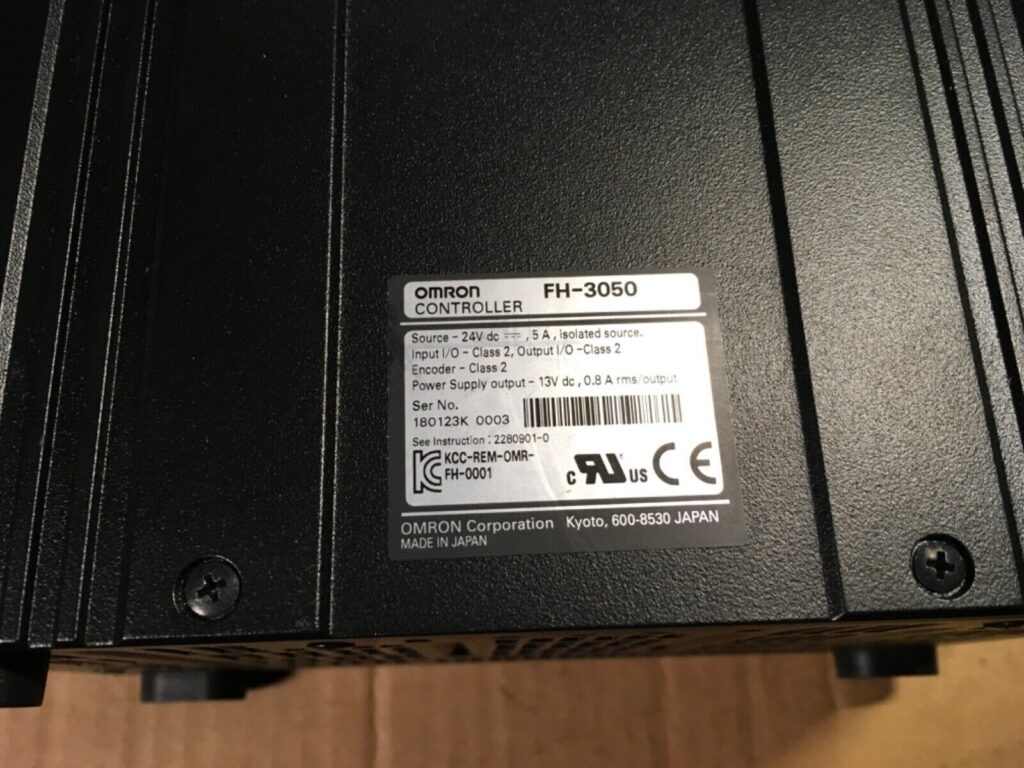 OMRON FH-3050
CONTROLLER
Source - 24V dc ⎓ , 5 A , isolated source.
Input I/O - Class 2, Output I/O -Class 2
Encoder - Class 2
Power Supply output - 13V dc , 0.8 A rms/output
Ser No.
180123K 0003
See Instruction : 2280901-0
KCC-REM-OMR-
FH-0001
c RU US CE
OMRON Corporation Kyoto, 600-8530 JAPAN
MADE IN JAPAN